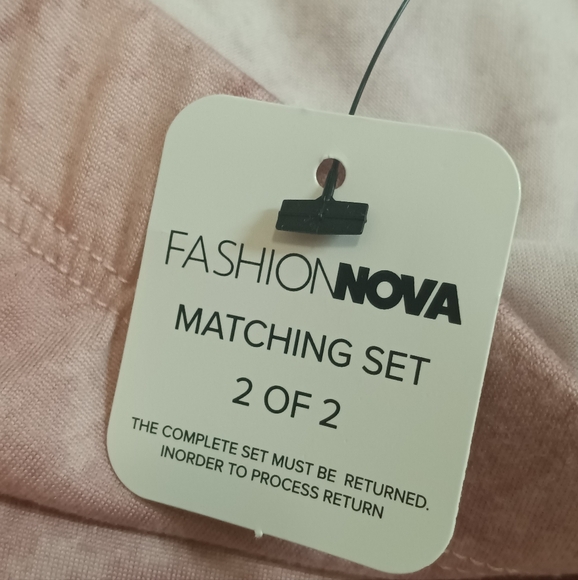 FASHIONNOVA
MATCHING SET
2 OF 2
THE COMPLETE SET MUST BE RETURNED.
INORDER TO PROCESS RETURN